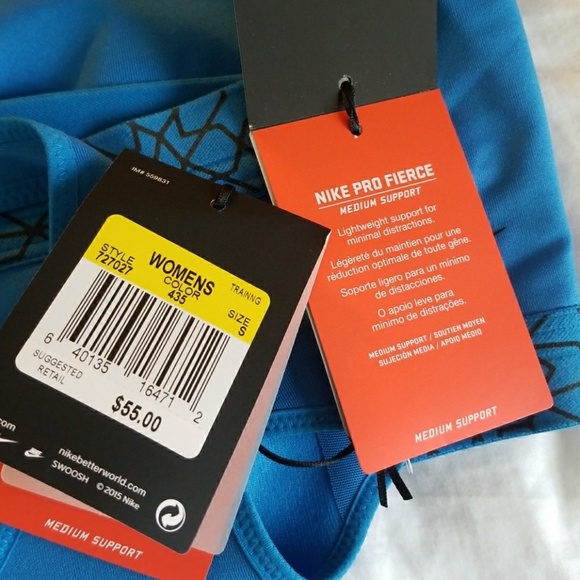 IM# 559831
STYLE
727027
WOMENS
COLOR
435
TRAINNG
SIZE
S
6 40135 16471 2
SUGGESTED
RETAIL
$55.00
.com
nikebetterworld.com
SWOOSH © 2015 Nike
MEDIUM SUPPORT
NIKE PRO FIERCE
MEDIUM SUPPORT
Lightweight support for
minimal distractions.
Légèreté du maintien pour une
réduction optimale de toute gêne.
Soporte ligero para un mínimo
de distacciones.
O apoio leve para
mínimo de distrações.
MEDIUM SUPPORT / SOUTIEN MOYEN
SUJECIÓN MEDIA / APOIO MÉDIO
MEDIUM SUPPORT